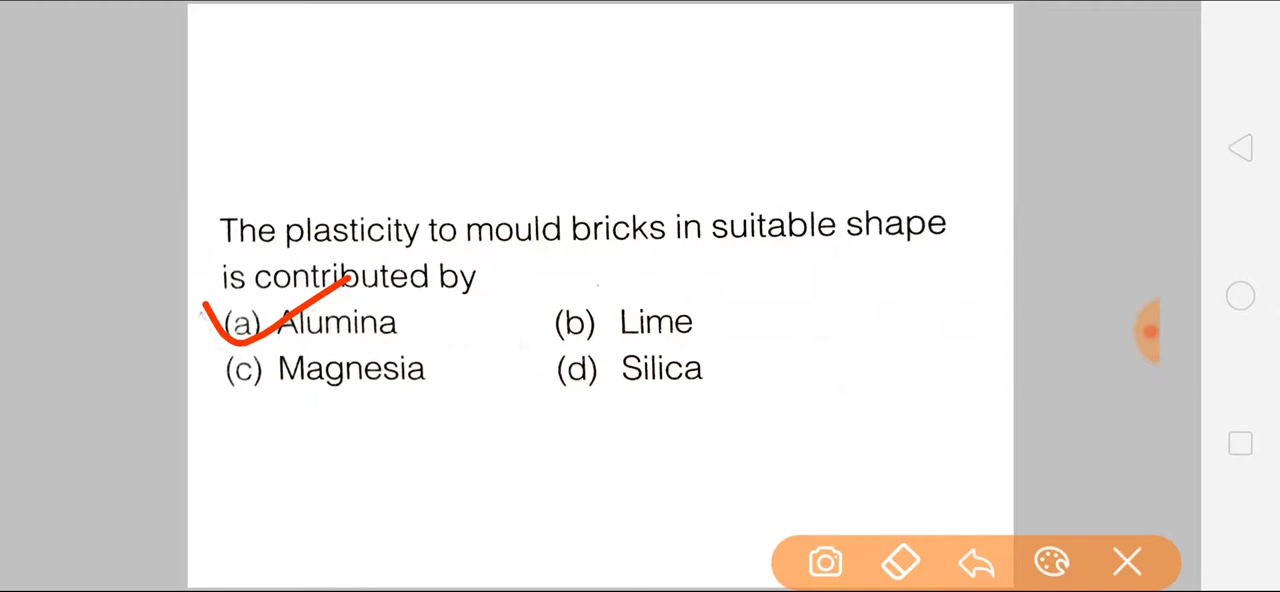 The plasticity to mould bricks in suitable shape
is contributed by
(a) Alumina (b) Lime
(c) Magnesia (d) Silica